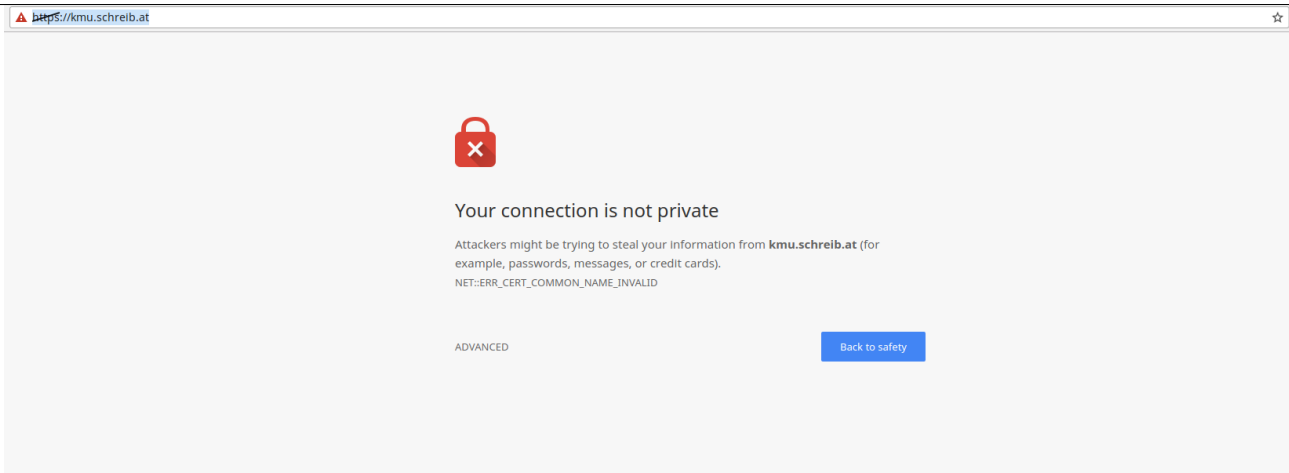 https://kmu.schreib.at
Your connection is not private
Attackers might be trying to steal your information from kmu.schreib.at (for
example, passwords, messages, or credit cards).
NET::ERR_CERT_COMMON_NAME_INVALID
ADVANCED
Back to safety